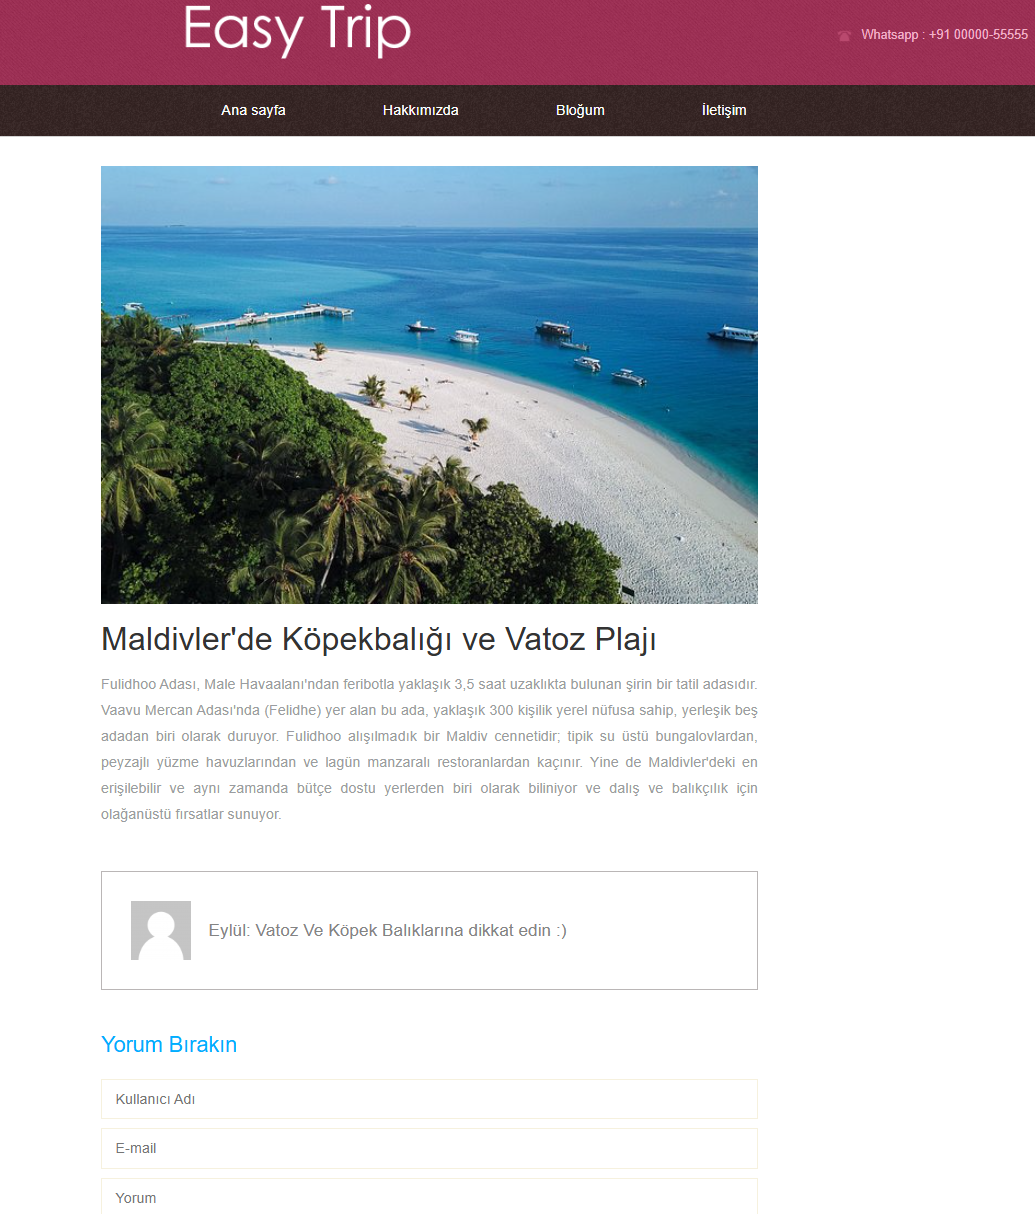 Easy Trip
Whatsapp : +91 00000-55555
Ana sayfa Hakkımızda Bloğum İletişim
Maldivler'de Köpekbalığı ve Vatoz Plajı
Fulidhoo Adası, Male Havaalanı'ndan feribotla yaklaşık 3,5 saat uzaklıkta bulunan şirin bir tatil adasıdır.
Vaavu Mercan Adası'nda (Felidhe) yer alan bu ada, yaklaşık 300 kişilik yerel nüfusa sahip, yerleşik beş
adadan biri olarak duruyor. Fulidhoo alışılmadık bir Maldiv cennetidir; tipik su üstü bungalovlardan,
peyzajlı yüzme havuzlarından ve lagün manzaralı restoranlardan kaçınır. Yine de Maldivler'deki en
erişilebilir ve aynı zamanda bütçe dostu yerlerden biri olarak biliniyor ve dalış ve balıkçılık için
olağanüstü fırsatlar sunuyor.
Eylül: Vatoz Ve Köpek Balıklarına dikkat edin :)
Yorum Bırakın
Kullanıcı Adı
E-mail
Yorum